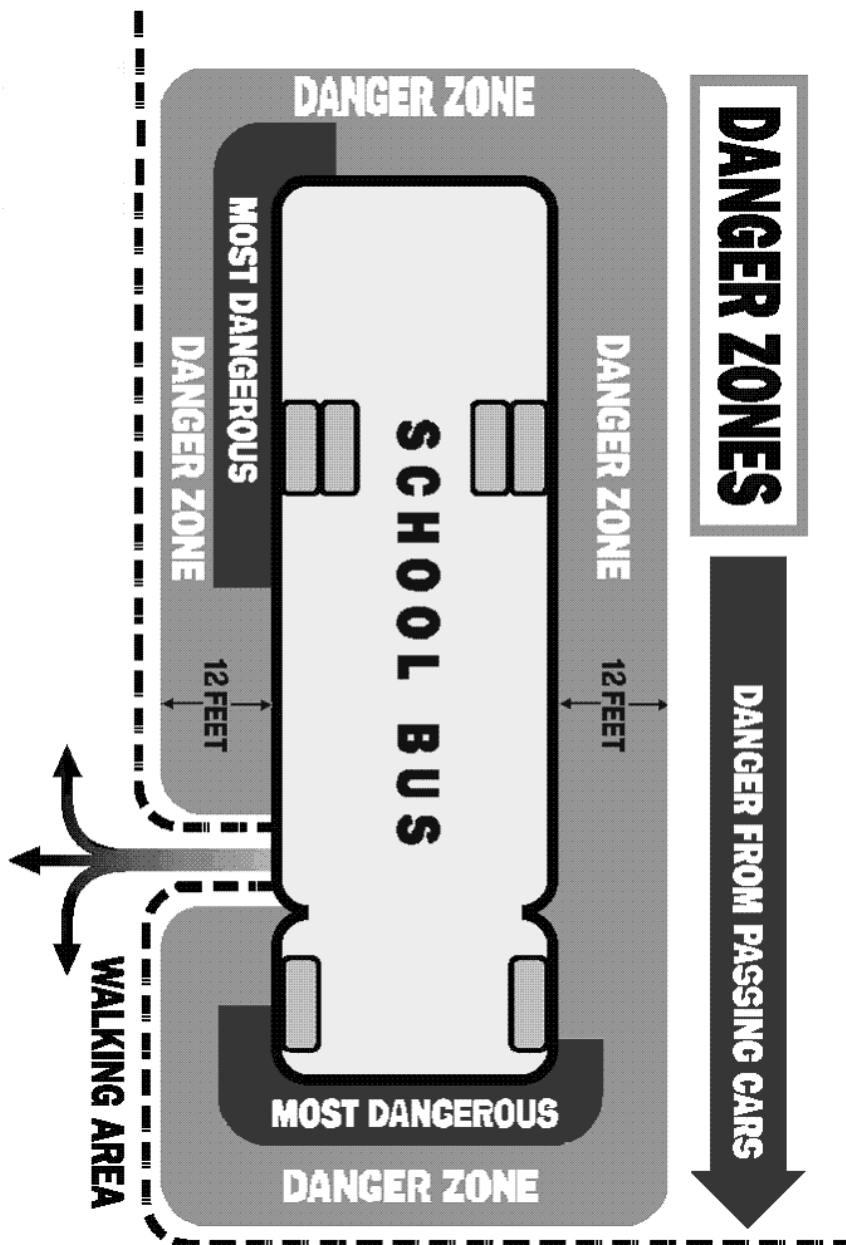 DANGER ZONES
DANGER FROM PASSING CARS
DANGER ZONE
DANGER ZONE
12 FEET
SCHOOL BUS
MOST DANGEROUS
DANGER ZONE
12 FEET
MOST DANGEROUS
DANGER ZONE
WALKING AREA